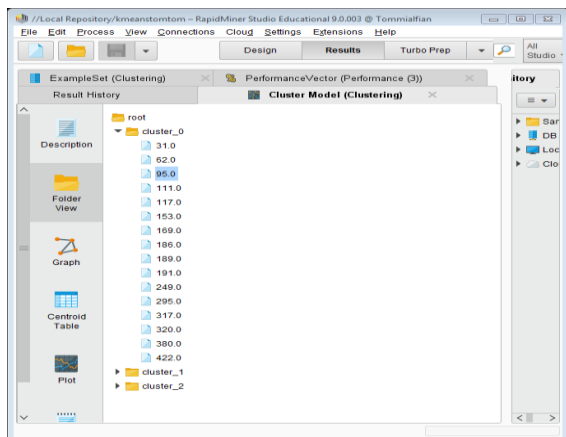 //Local Repository/kmeanstomtom – RapidMiner Studio Educational 9.0.003 @ Tommialfian
File Edit Process View Connections Cloud Settings Extensions Help
Design Results Turbo Prep All
Studio
ExampleSet (Clustering) PerformanceVector (Performance (3)) itory
Result History Cluster Model (Clustering)
Description
Folder
View
Graph
Centroid
Table
Plot
root
cluster_0
31.0
62.0
95.0
111.0
117.0
153.0
169.0
186.0
189.0
191.0
249.0
295.0
317.0
320.0
380.0
422.0
cluster_1
cluster_2
Sar
DB
Loc
Clo